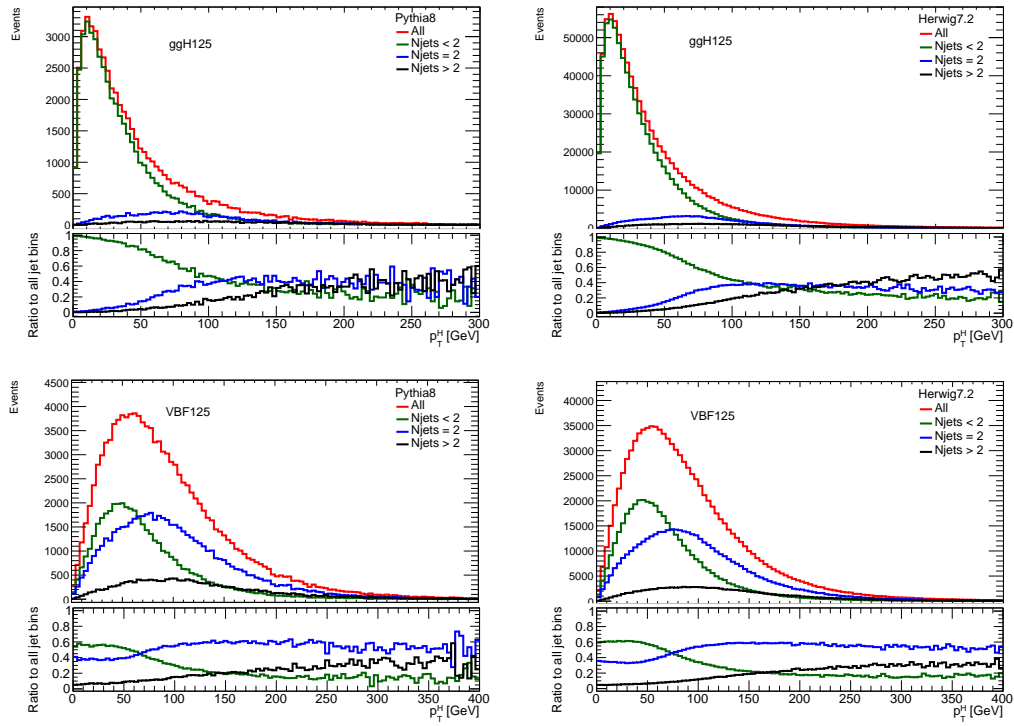 Events
Pythia8
ggH125
All
Njets < 2
Njets = 2
Njets > 2
3000
2500
2000
1500
1000
500
0
Ratio to all jet bins
1
0.8
0.6
0.4
0.2
0
0 50 100 150 200 250 300
p_T^H [GeV]
Events
Herwig7.2
ggH125
All
Njets < 2
Njets = 2
Njets > 2
50000
40000
30000
20000
10000
0
Ratio to all jet bins
1
0.8
0.6
0.4
0.2
0
0 50 100 150 200 250 300
p_T^H [GeV]
Events
Pythia8
VBF125
All
Njets < 2
Njets = 2
Njets > 2
4500
4000
3500
3000
2500
2000
1500
1000
500
0
Ratio to all jet bins
1
0.8
0.6
0.4
0.2
0
0 50 100 150 200 250 300 350 400
p_T^H [GeV]
Events
Herwig7.2
VBF125
All
Njets < 2
Njets = 2
Njets > 2
40000
35000
30000
25000
20000
15000
10000
5000
0
Ratio to all jet bins
1
0.8
0.6
0.4
0.2
0
0 50 100 150 200 250 300 350 400
p_T^H [GeV]